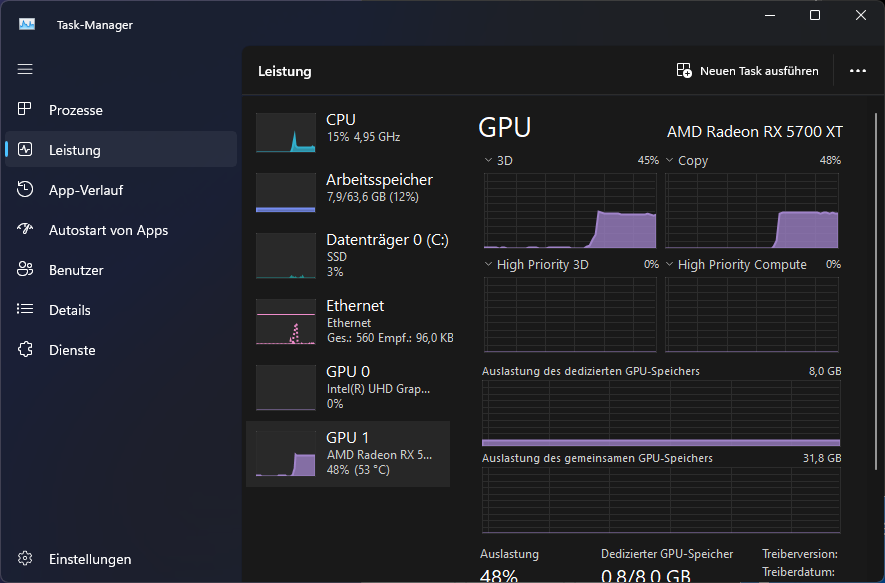 Task-Manager
Prozesse
Leistung
App-Verlauf
Autostart von Apps
Benutzer
Details
Dienste
Einstellungen
Leistung
Neuen Task ausführen
CPU
15% 4,95 GHz
Arbeitsspeicher
7,9/63,6 GB (12%)
Datenträger 0 (C:)
SSD
3%
Ethernet
Ethernet
Ges.: 560 Empf.: 96,0 KB
GPU 0
Intel(R) UHD Grap...
0%
GPU 1
AMD Radeon RX 5...
48% (53 °C)
GPU
AMD Radeon RX 5700 XT
3D 45%
Copy 48%
High Priority 3D 0%
High Priority Compute 0%
Auslastung des dedizierten GPU-Speichers 8,0 GB
Auslastung des gemeinsamen GPU-Speichers 31,8 GB
Auslastung
48%
Dedizierter GPU-Speicher
0,8/8,0 GB
Treiberversion:
Treiberdatum: